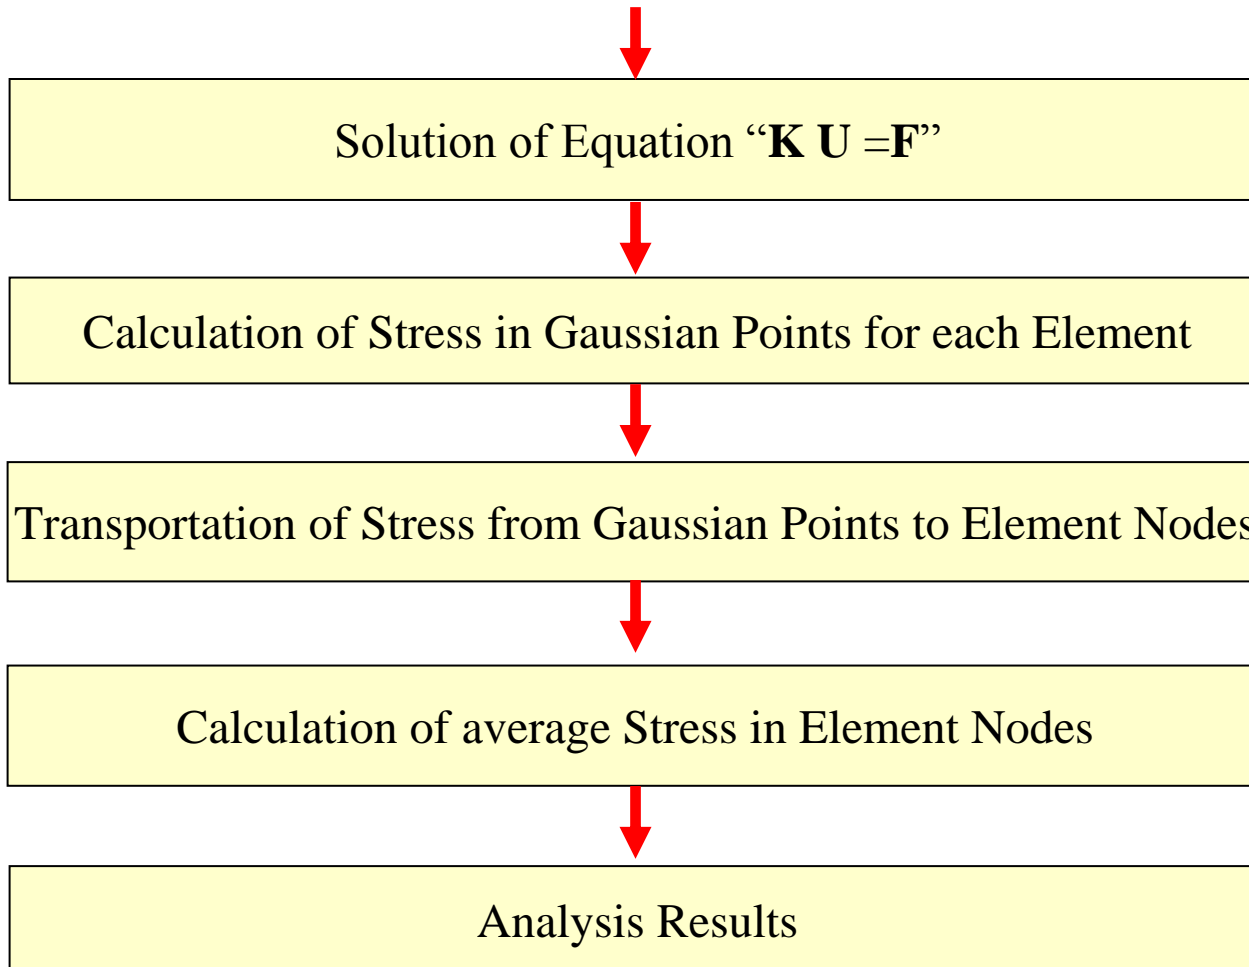 Solution of Equation “K U =F”
Calculation of Stress in Gaussian Points for each Element
Transportation of Stress from Gaussian Points to Element Nodes
Calculation of average Stress in Element Nodes
Analysis Results